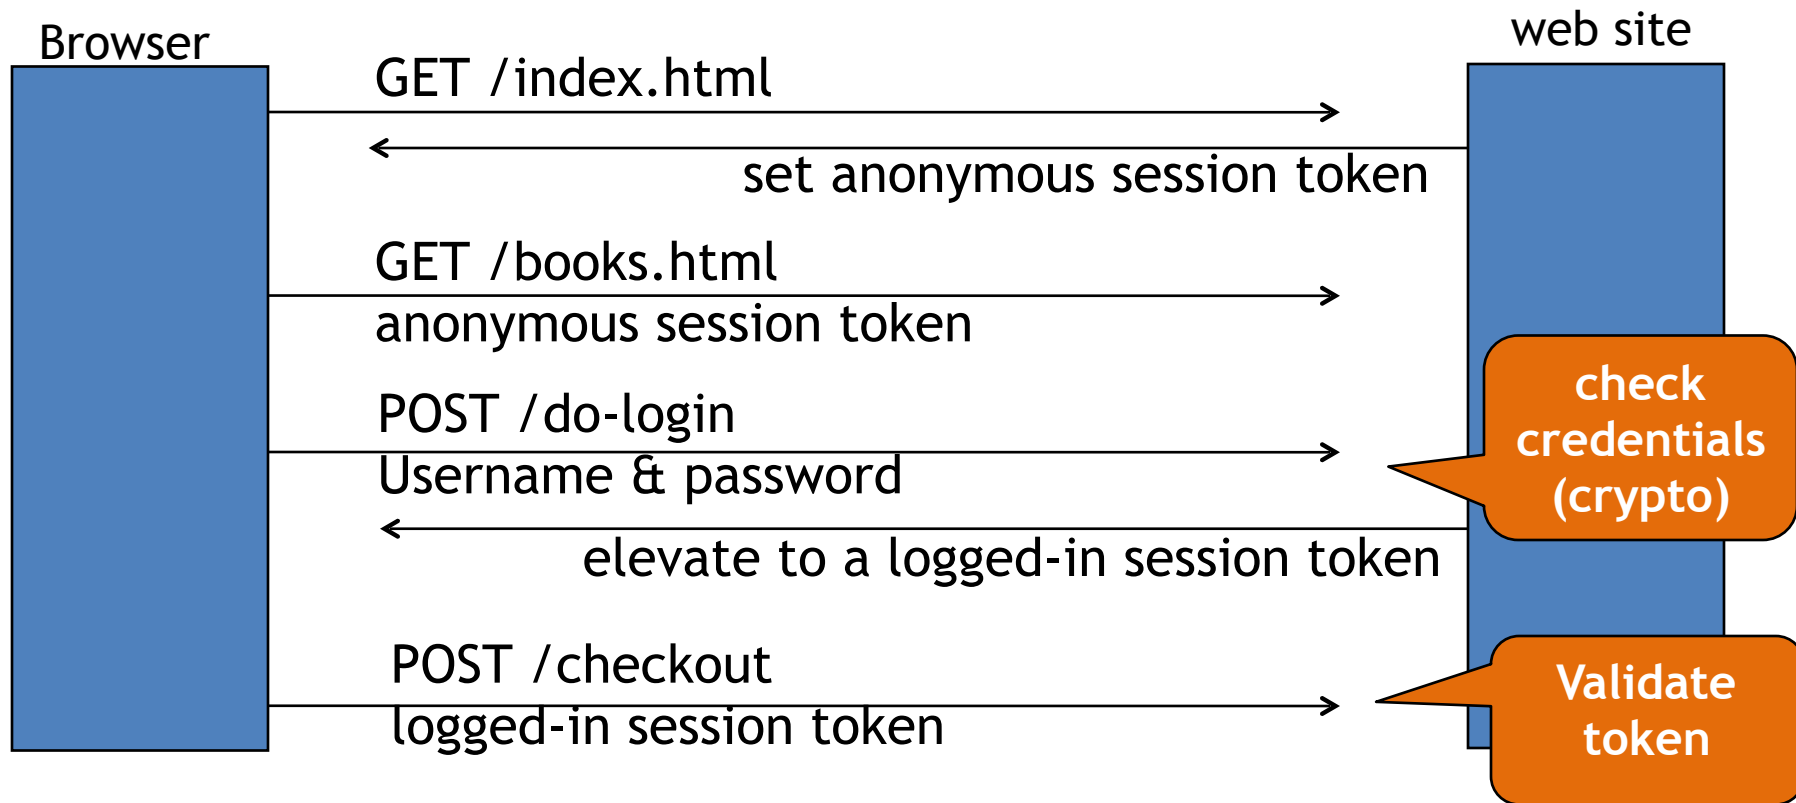 Browser
web site
GET /index.html
set anonymous session token
GET /books.html
anonymous session token
POST /do-login
Username & password
check
credentials
(crypto)
elevate to a logged-in session token
POST /checkout
logged-in session token
Validate
token